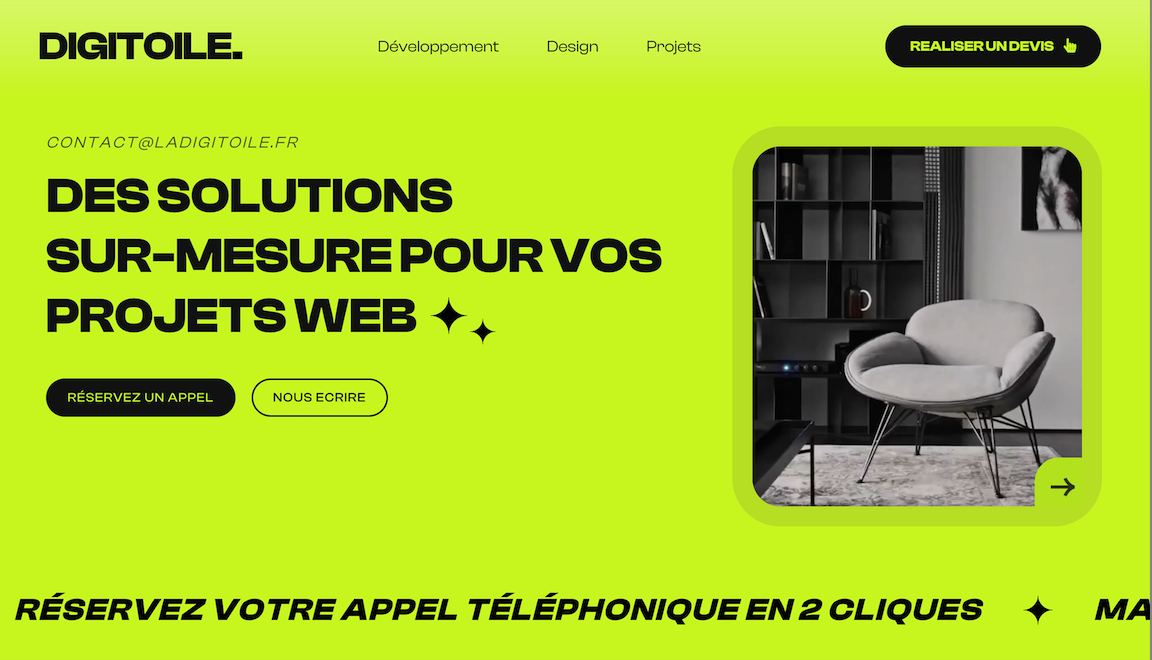 DIGITOILE.
Développement
Design
Projets
REALISER UN DEVIS
CONTACT@LADIGITOILE.FR
DES SOLUTIONS
SUR-MESURE POUR VOS
PROJETS WEB
RÉSERVEZ UN APPEL
NOUS ECRIRE
RÉSERVEZ VOTRE APPEL TÉLÉPHONIQUE EN 2 CLIQUES
MA